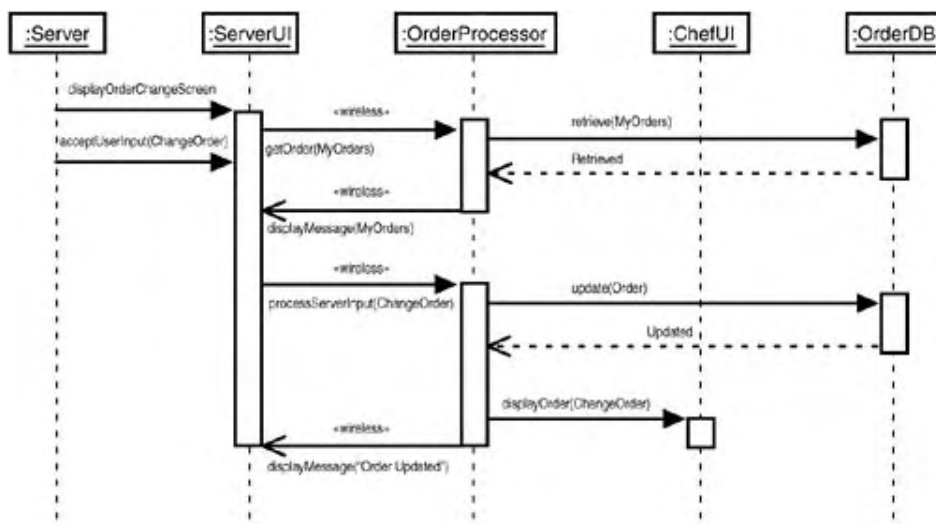 :Server
:ServerUI
:OrderProcessor
:ChefUI
:OrderDB
displayOrderChangeScreen
«wireless»
retrieve(MyOrders)
acceptUserInput(ChangeOrder)
getOrder(MyOrders)
Retrieved
«wireless»
displayMessage(MyOrders)
«wireless»
processServerInput(ChangeOrder)
update(Order)
Updated
displayOrder(ChangeOrder)
«wireless»
displayMessage("Order Updated")